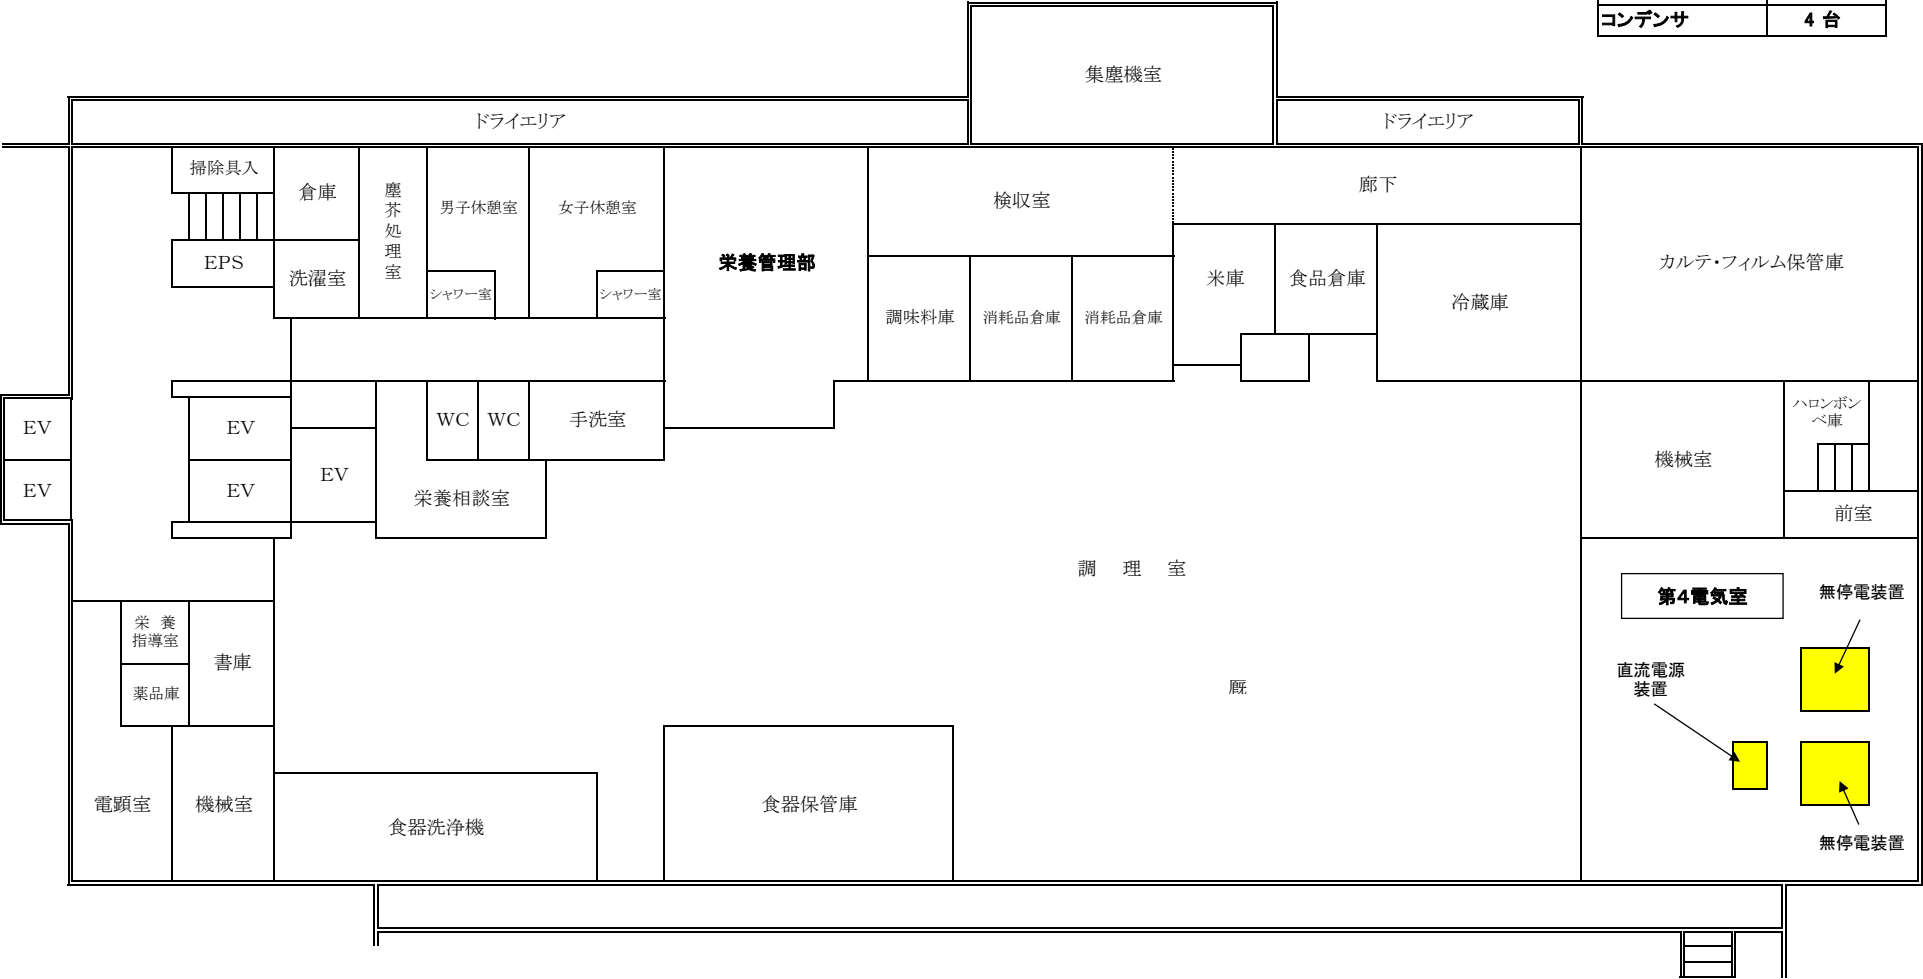 コンデンサ 4 台
集塵機室
ドライエリア
ドライエリア
掃除具入
倉庫
塵芥処理室
男子休憩室
女子休憩室
検収室
廊下
EPS
洗濯室
シャワー室
シャワー室
栄養管理部
調味料庫
消耗品倉庫
消耗品倉庫
米庫
食品倉庫
冷蔵庫
カルテ・フィルム保管庫
EV
EV
EV
EV
EV
WC
WC
手洗室
栄養相談室
機械室
ハロンボン
ベ庫
前室
調 理 室
厩
第4電気室
無停電装置
直流電源
装置
無停電装置
栄 養
指導室
書庫
薬品庫
電顕室
機械室
食器洗浄機
食器保管庫